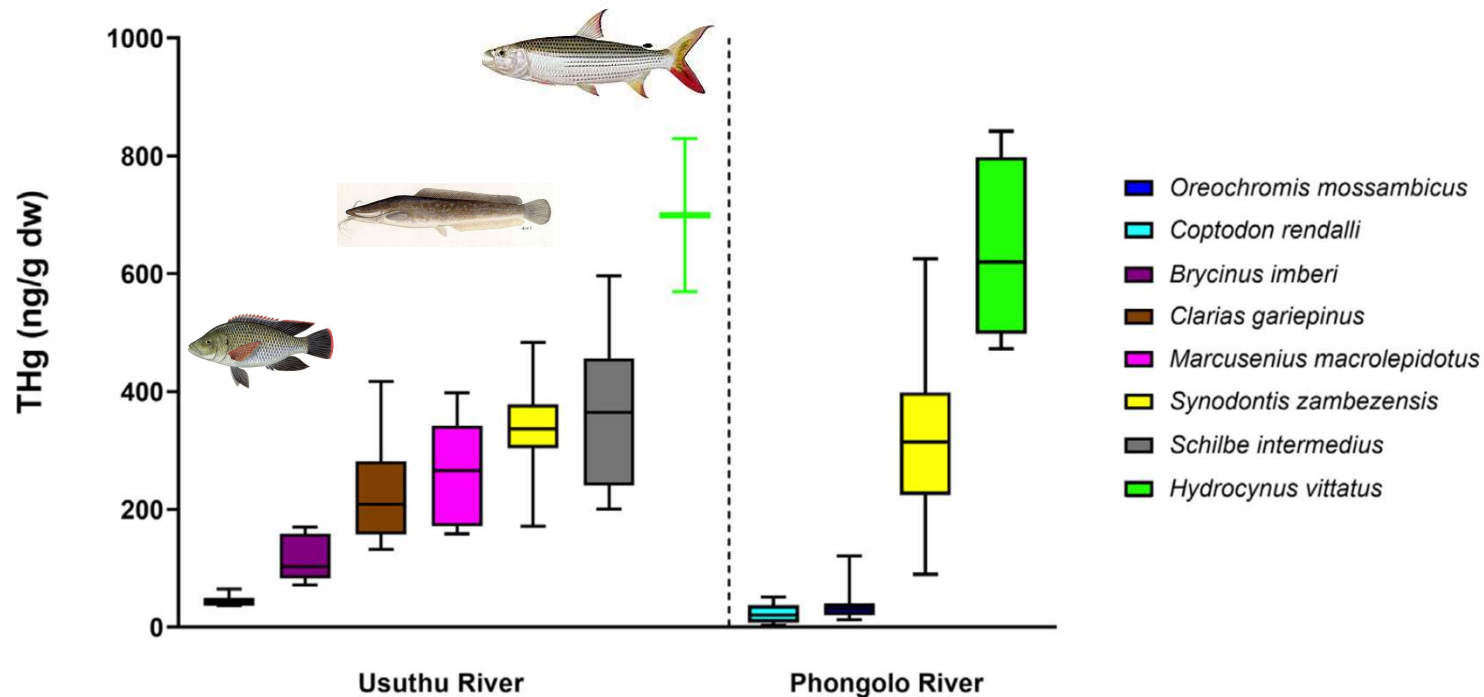 THg (ng/g dw)
1000
800
600
400
200
0
Usuthu River
Phongolo River
Oreochromis mossambicus
Coptodon rendalli
Brycinus imberi
Clarias gariepinus
Marcusenius macrolepidotus
Synodontis zambezensis
Schilbe intermedius
Hydrocynus vittatus